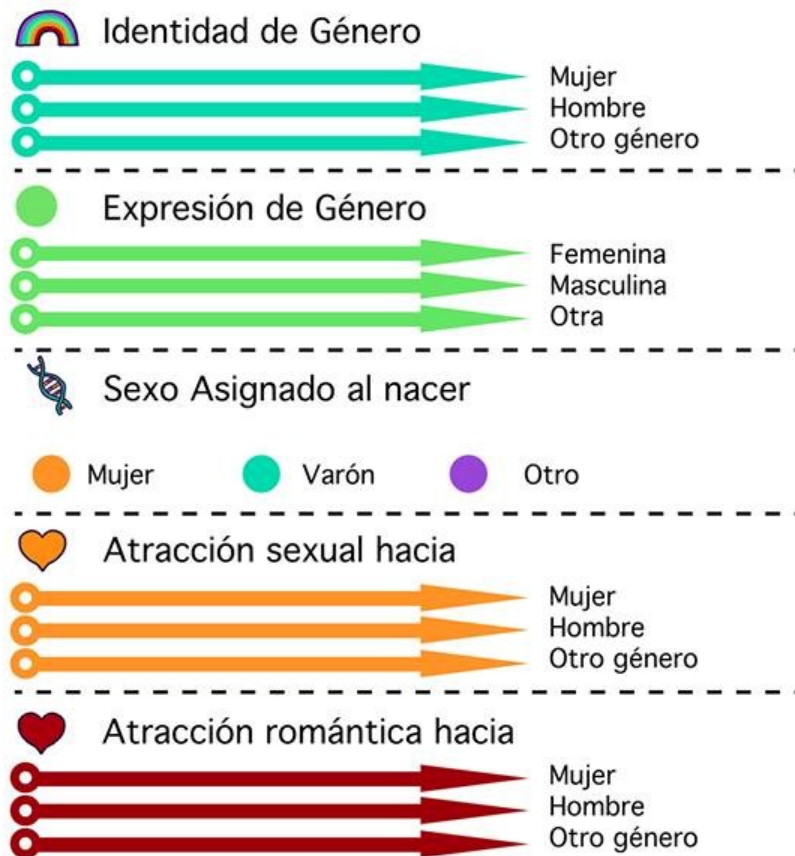 Identidad de Género
Mujer
Hombre
Otro género
Expresión de Género
Femenina
Masculina
Otra
Sexo Asignado al nacer
Mujer Varón Otro
Atracción sexual hacia
Mujer
Hombre
Otro género
Atracción romántica hacia
Mujer
Hombre
Otro género